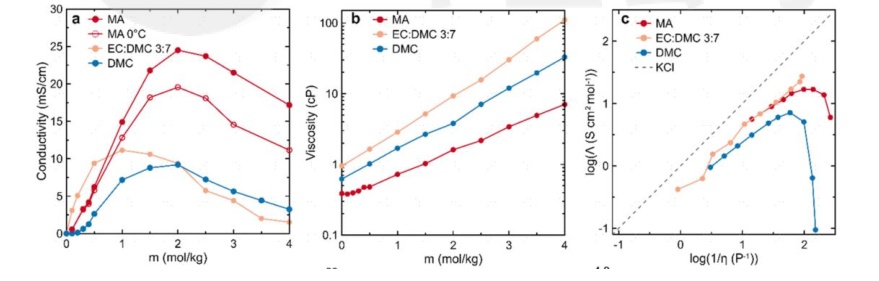 a
MA
MA 0°C
EC:DMC 3:7
DMC
Conductivity (mS/cm)
30
25
20
15
10
5
0
0 1 2 3 4
m (mol/kg)
b
MA
EC:DMC 3:7
DMC
Viscosity (cP)
100
10
1
0.1
0 1 2 3 4
m (mol/kg)
c
MA
EC:DMC 3:7
DMC
KCl
log(Λ (S cm² mol⁻¹))
2
1
0
-1
-1 0 1 2
log(1/η (P⁻¹))